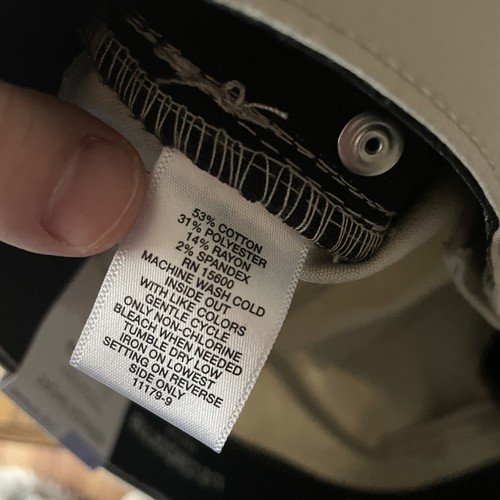 53% COTTON
31% POLYESTER
14% RAYON
2% SPANDEX
RN 15600
MACHINE WASH COLD
INSIDE OUT
WITH LIKE COLORS
GENTLE CYCLE
ONLY NON-CHLORINE
BLEACH WHEN NEEDED
TUMBLE DRY LOW
IRON ON LOWEST
SETTING ON REVERSE
SIDE ONLY
11179-9